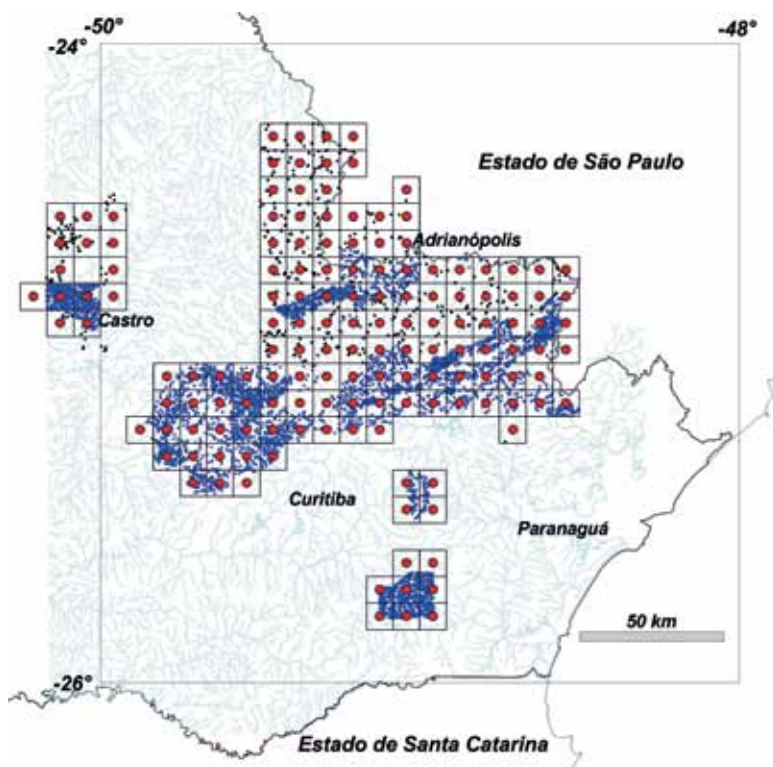 -50°
-48°
-24°
Estado de São Paulo
Adrianópolis
Castro
Curitiba
Paranaguá
50 km
-26°
Estado de Santa Catarina